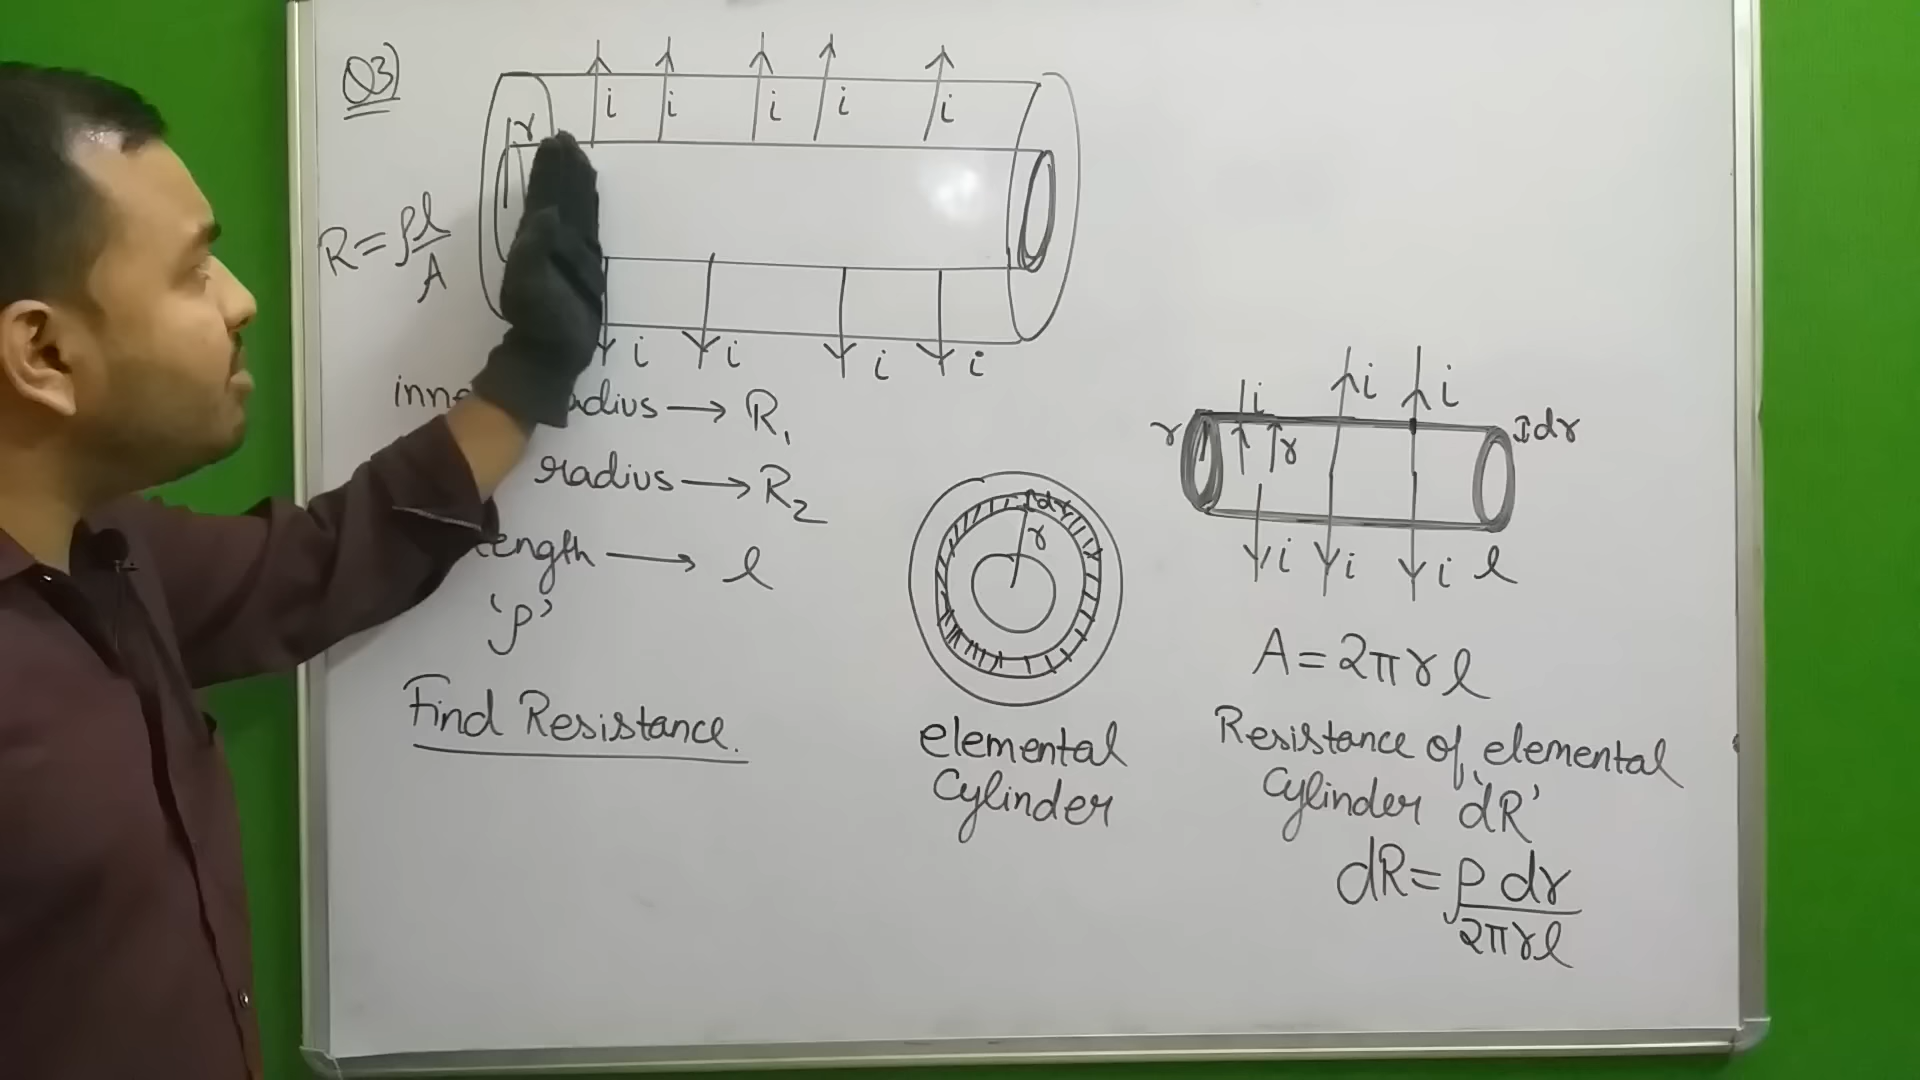 Q3)
i i i i i
r
R = ρl/A
i i i i
radius → R₁
radius → R₂
length → l
'ρ'
Find Resistance.
dr
r
elemental
Cylinder
i i i
r r dr
i i i l
A = 2πrl
Resistance of elemental
Cylinder 'dR'
dR = ρ dr/2πrl